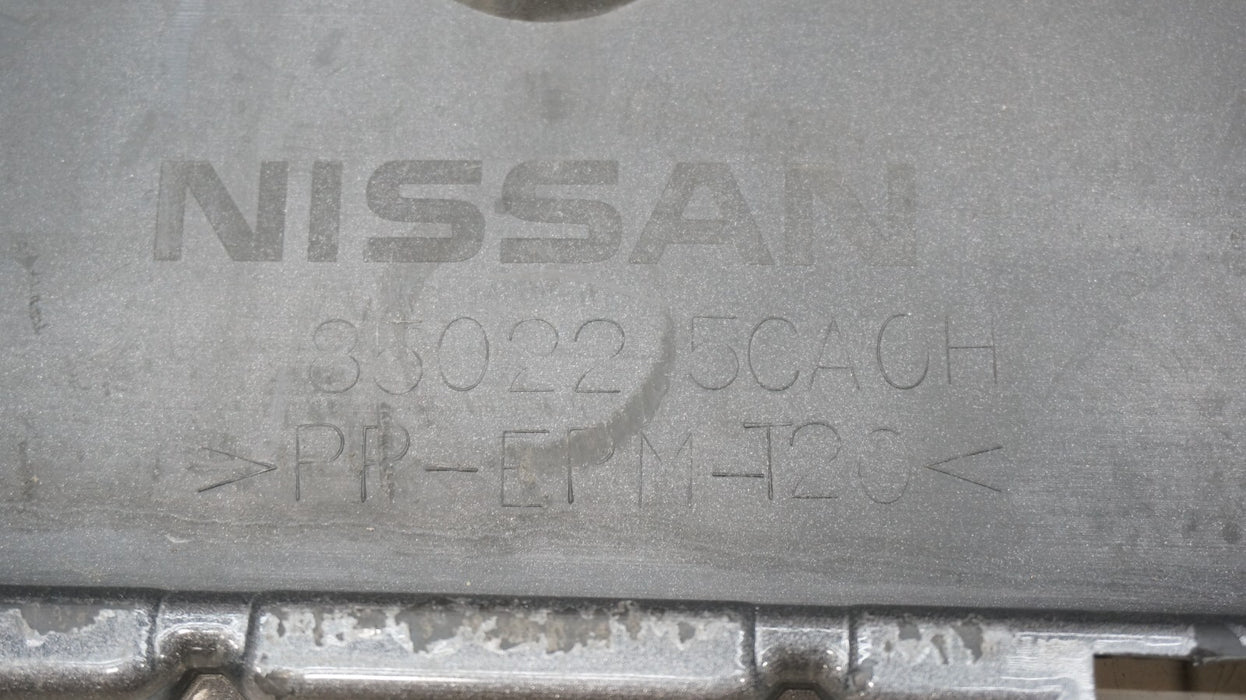 NISSAN
85022 5CA0H
>PP-EPM-T20<